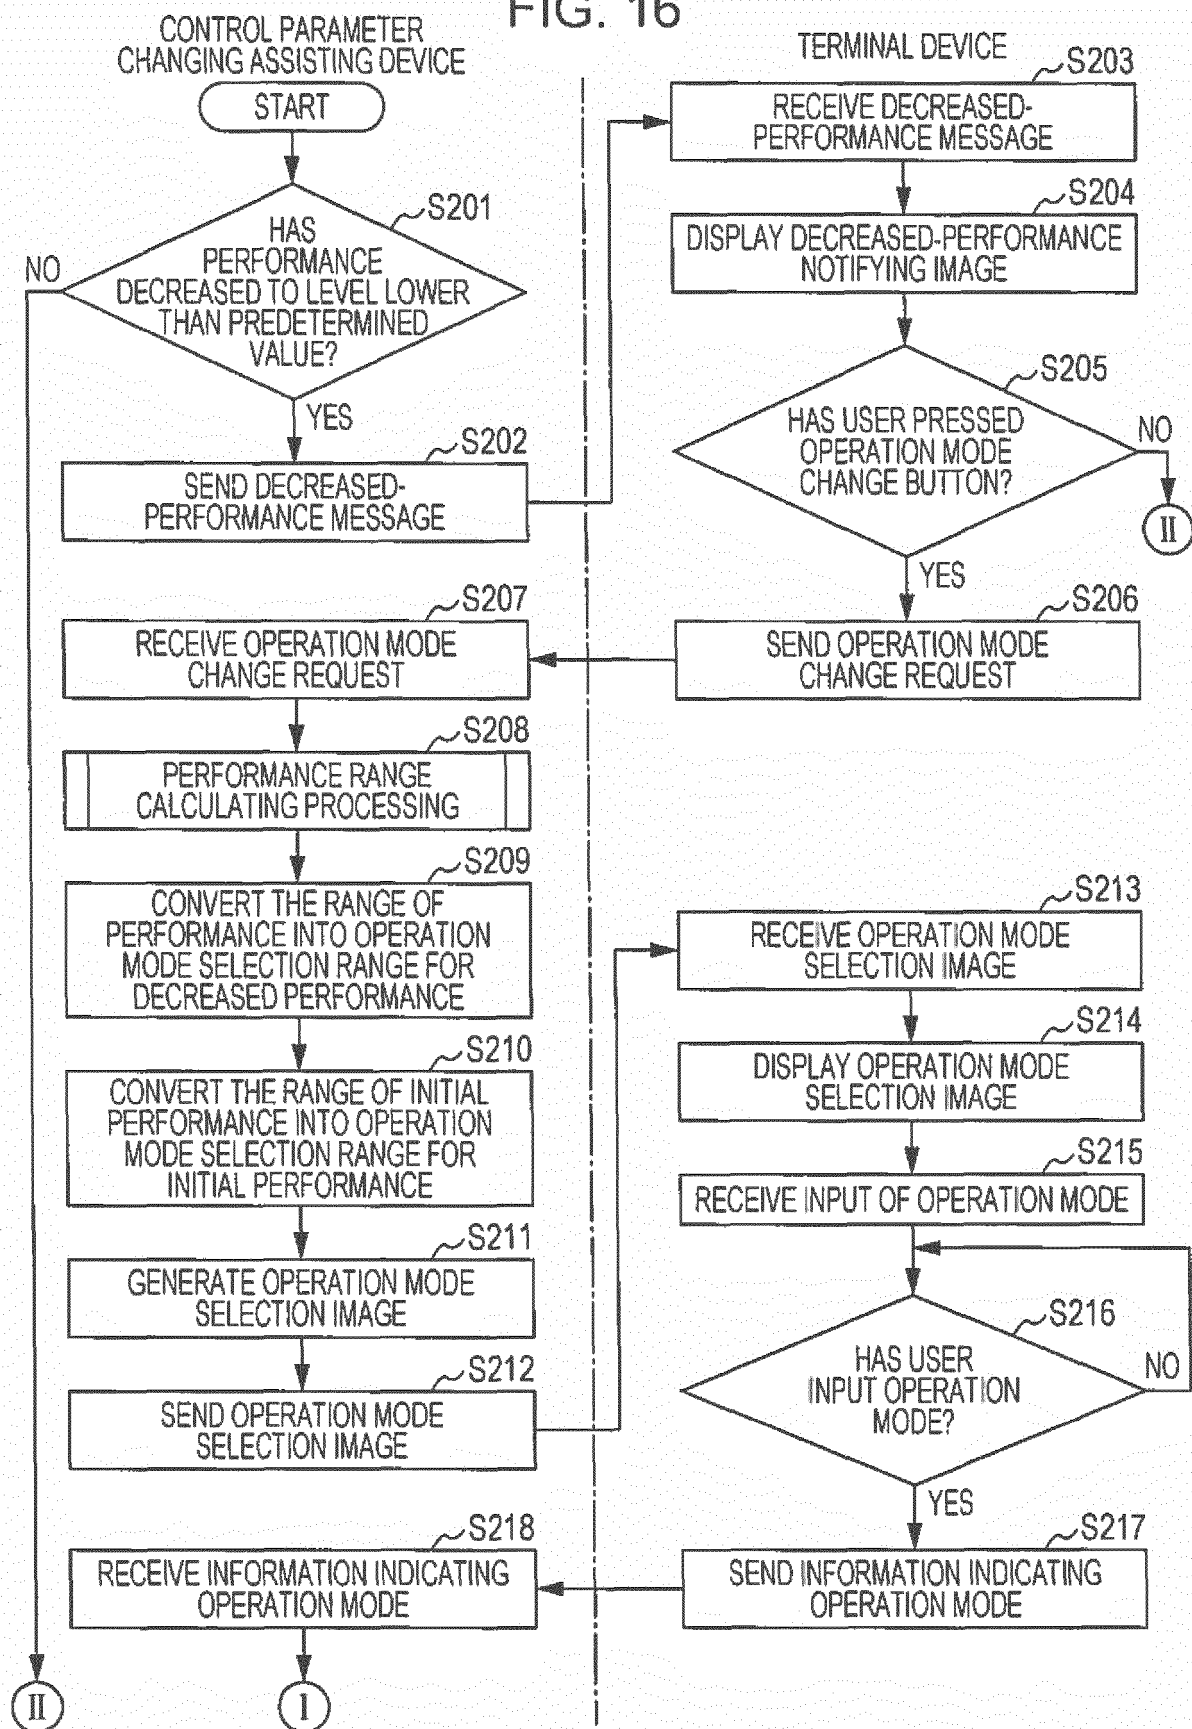 FIG. 16
CONTROL PARAMETER
CHANGING ASSISTING DEVICE
START
S201
HAS
PERFORMANCE
DECREASED TO LEVEL LOWER
THAN PREDETERMINED
VALUE?
NO
YES
S202
SEND DECREASED-
PERFORMANCE MESSAGE
TERMINAL DEVICE
S203
RECEIVE DECREASED-
PERFORMANCE MESSAGE
S204
DISPLAY DECREASED-PERFORMANCE
NOTIFYING IMAGE
S205
HAS USER PRESSED
OPERATION MODE
CHANGE BUTTON?
NO
II
YES
S206
SEND OPERATION MODE
CHANGE REQUEST
S207
RECEIVE OPERATION MODE
CHANGE REQUEST
S208
PERFORMANCE RANGE
CALCULATING PROCESSING
S209
CONVERT THE RANGE OF
PERFORMANCE INTO OPERATION
MODE SELECTION RANGE FOR
DECREASED PERFORMANCE
S210
CONVERT THE RANGE OF INITIAL
PERFORMANCE INTO OPERATION
MODE SELECTION RANGE FOR
INITIAL PERFORMANCE
S211
GENERATE OPERATION MODE
SELECTION IMAGE
S212
SEND OPERATION MODE
SELECTION IMAGE
S213
RECEIVE OPERATION MODE
SELECTION IMAGE
S214
DISPLAY OPERATION MODE
SELECTION IMAGE
S215
RECEIVE INPUT OF OPERATION MODE
S216
HAS USER
INPUT OPERATION
MODE?
NO
YES
S217
SEND INFORMATION INDICATING
OPERATION MODE
S218
RECEIVE INFORMATION INDICATING
OPERATION MODE
II
I